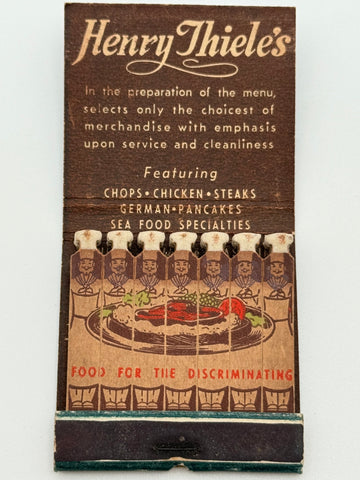 Henry Thiele's
In the preparation of the menu,
selects only the choicest of
merchandise with emphasis
upon service and cleanliness
Featuring
CHOPS • CHICKEN • STEAKS
GERMAN • PANCAKES
SEA FOOD SPECIALTIES
FOOD FOR THE DISCRIMINATING